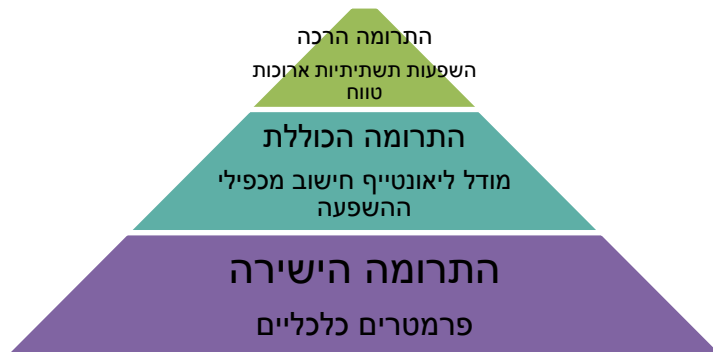 התרומה הרכה
השפעות תשתיתיות ארוכות
טווח
התרומה הכוללת
מודל ליאונטייף חישוב מכפילי
ההשפעה
התרומה הישירה
פרמטרים כלכליים